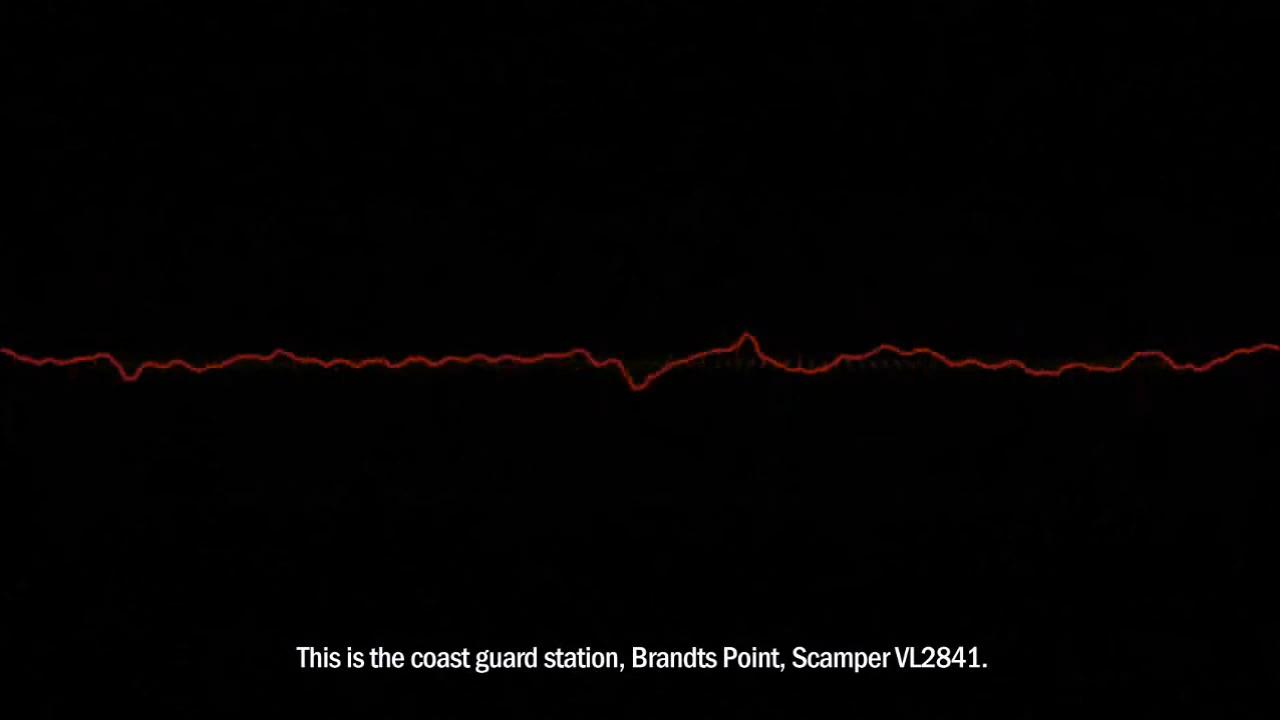 This is the coast guard station, Brandts Point, Scamper VL2841.